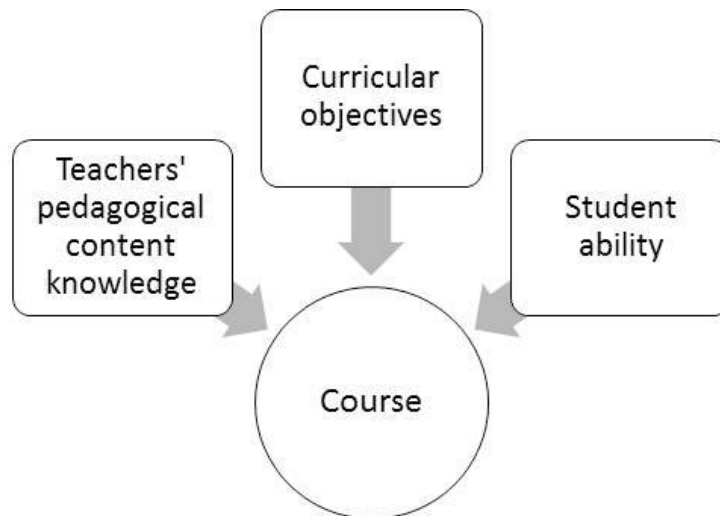 Curricular
objectives
Teachers'
pedagogical
content
knowledge
Student
ability
Course